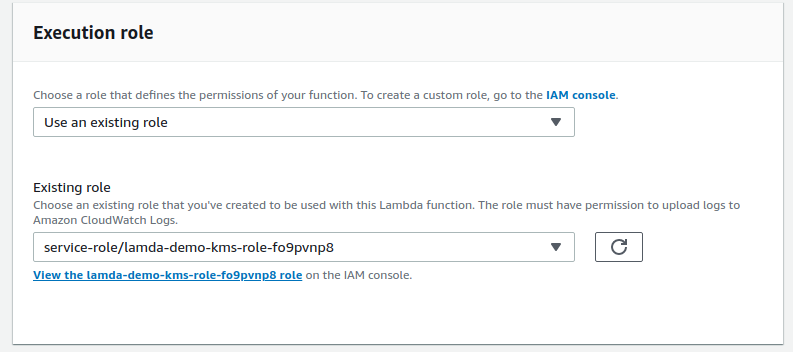 Execution role
Choose a role that defines the permissions of your function. To create a custom role, go to the IAM console.
Use an existing role
Existing role
Choose an existing role that you've created to be used with this Lambda function. The role must have permission to upload logs to
Amazon CloudWatch Logs.
service-role/lamda-demo-kms-role-fo9pvnp8
View the lamda-demo-kms-role-fo9pvnp8 role on the IAM console.